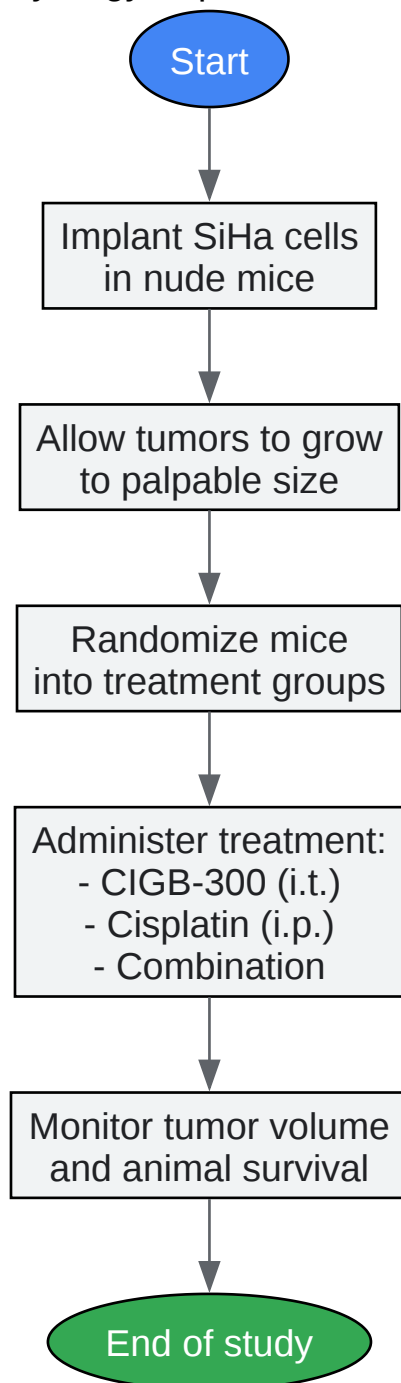 Start
Implant SiHa cells
in nude mice
Allow tumors to grow
to palpable size
Randomize mice
into treatment groups
Administer treatment:
- CIGB-300 (i.t.)
- Cisplatin (i.p.)
- Combination
Monitor tumor volume
and animal survival
End of study